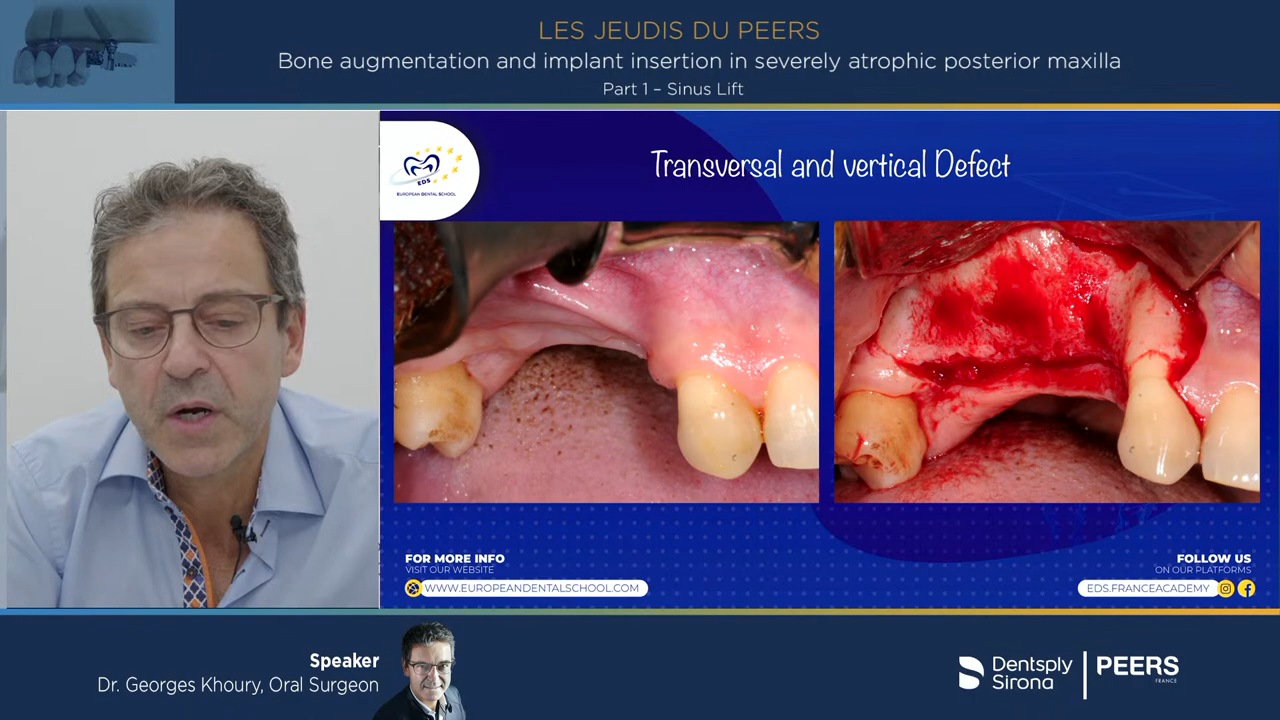 LES JEUDIS DU PEERS
Bone augmentation and implant insertion in severely atrophic posterior maxilla
Part 1 – Sinus Lift
EDS
EUROPEAN DENTAL SCHOOL
Transversal and vertical Defect
FOR MORE INFO
VISIT OUR WEBSITE
WWW.EUROPEANDENTALSCHOOL.COM
FOLLOW US
ON OUR PLATFORMS
EDS.FRANCEACADEMY
Speaker
Dr. Georges Khoury, Oral Surgeon
Dentsply
Sirona
PEERS
FRANCE